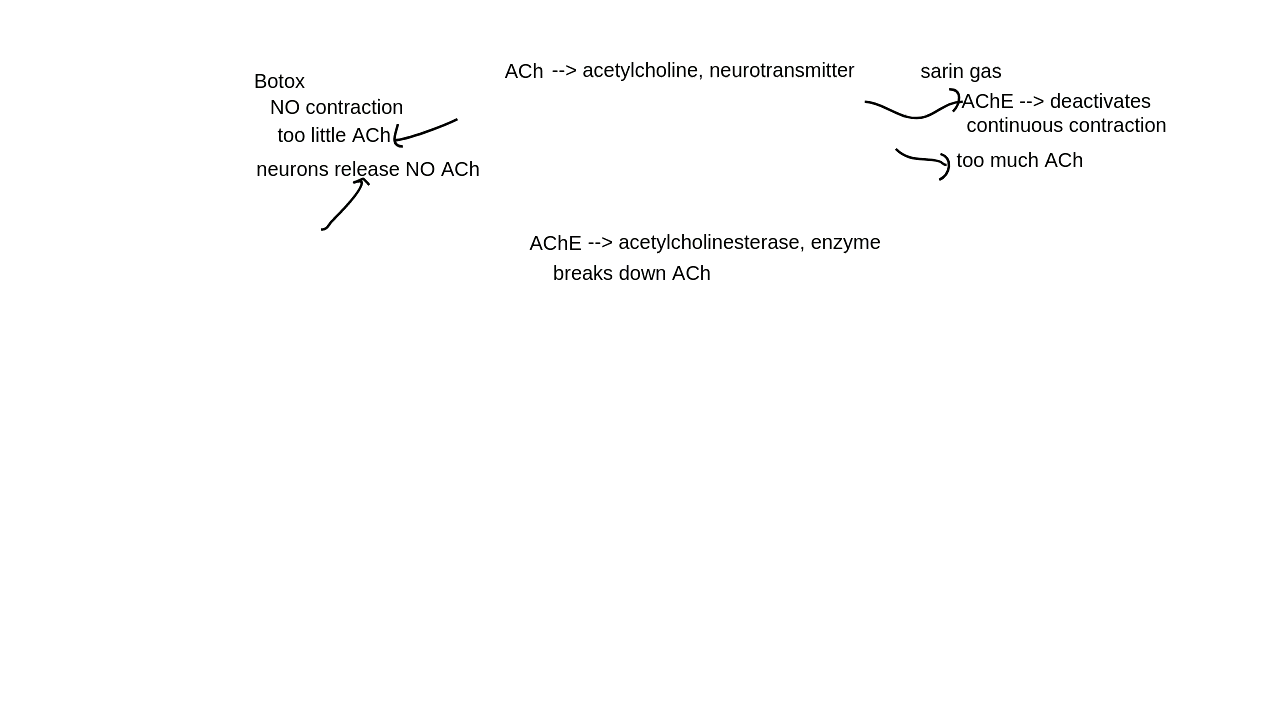 Botox
NO contraction
too little ACh
neurons release NO ACh
ACh --> acetylcholine, neurotransmitter
sarin gas
AChE --> deactivates
continuous contraction
too much ACh
AChE --> acetylcholinesterase, enzyme
breaks down ACh